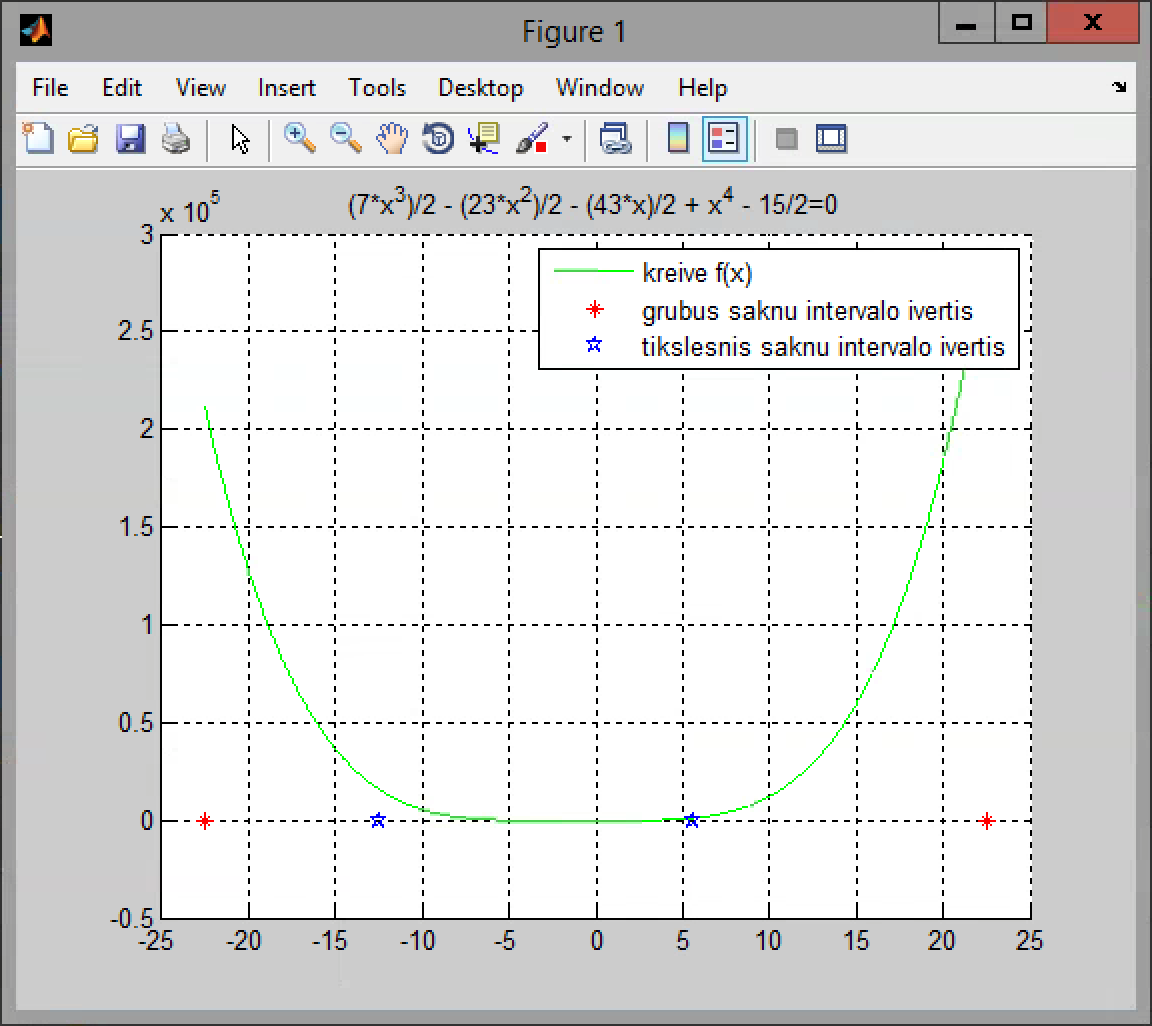 Figure 1
File Edit View Insert Tools Desktop Window Help
x 10^5
(7*x^3)/2 - (23*x^2)/2 - (43*x)/2 + x^4 - 15/2=0
kreive f(x)
grubus saknu intervalo ivertis
tikslesnis saknu intervalo ivertis
3
2.5
2
1.5
1
0.5
0
-0.5
-25 -20 -15 -10 -5 0 5 10 15 20 25